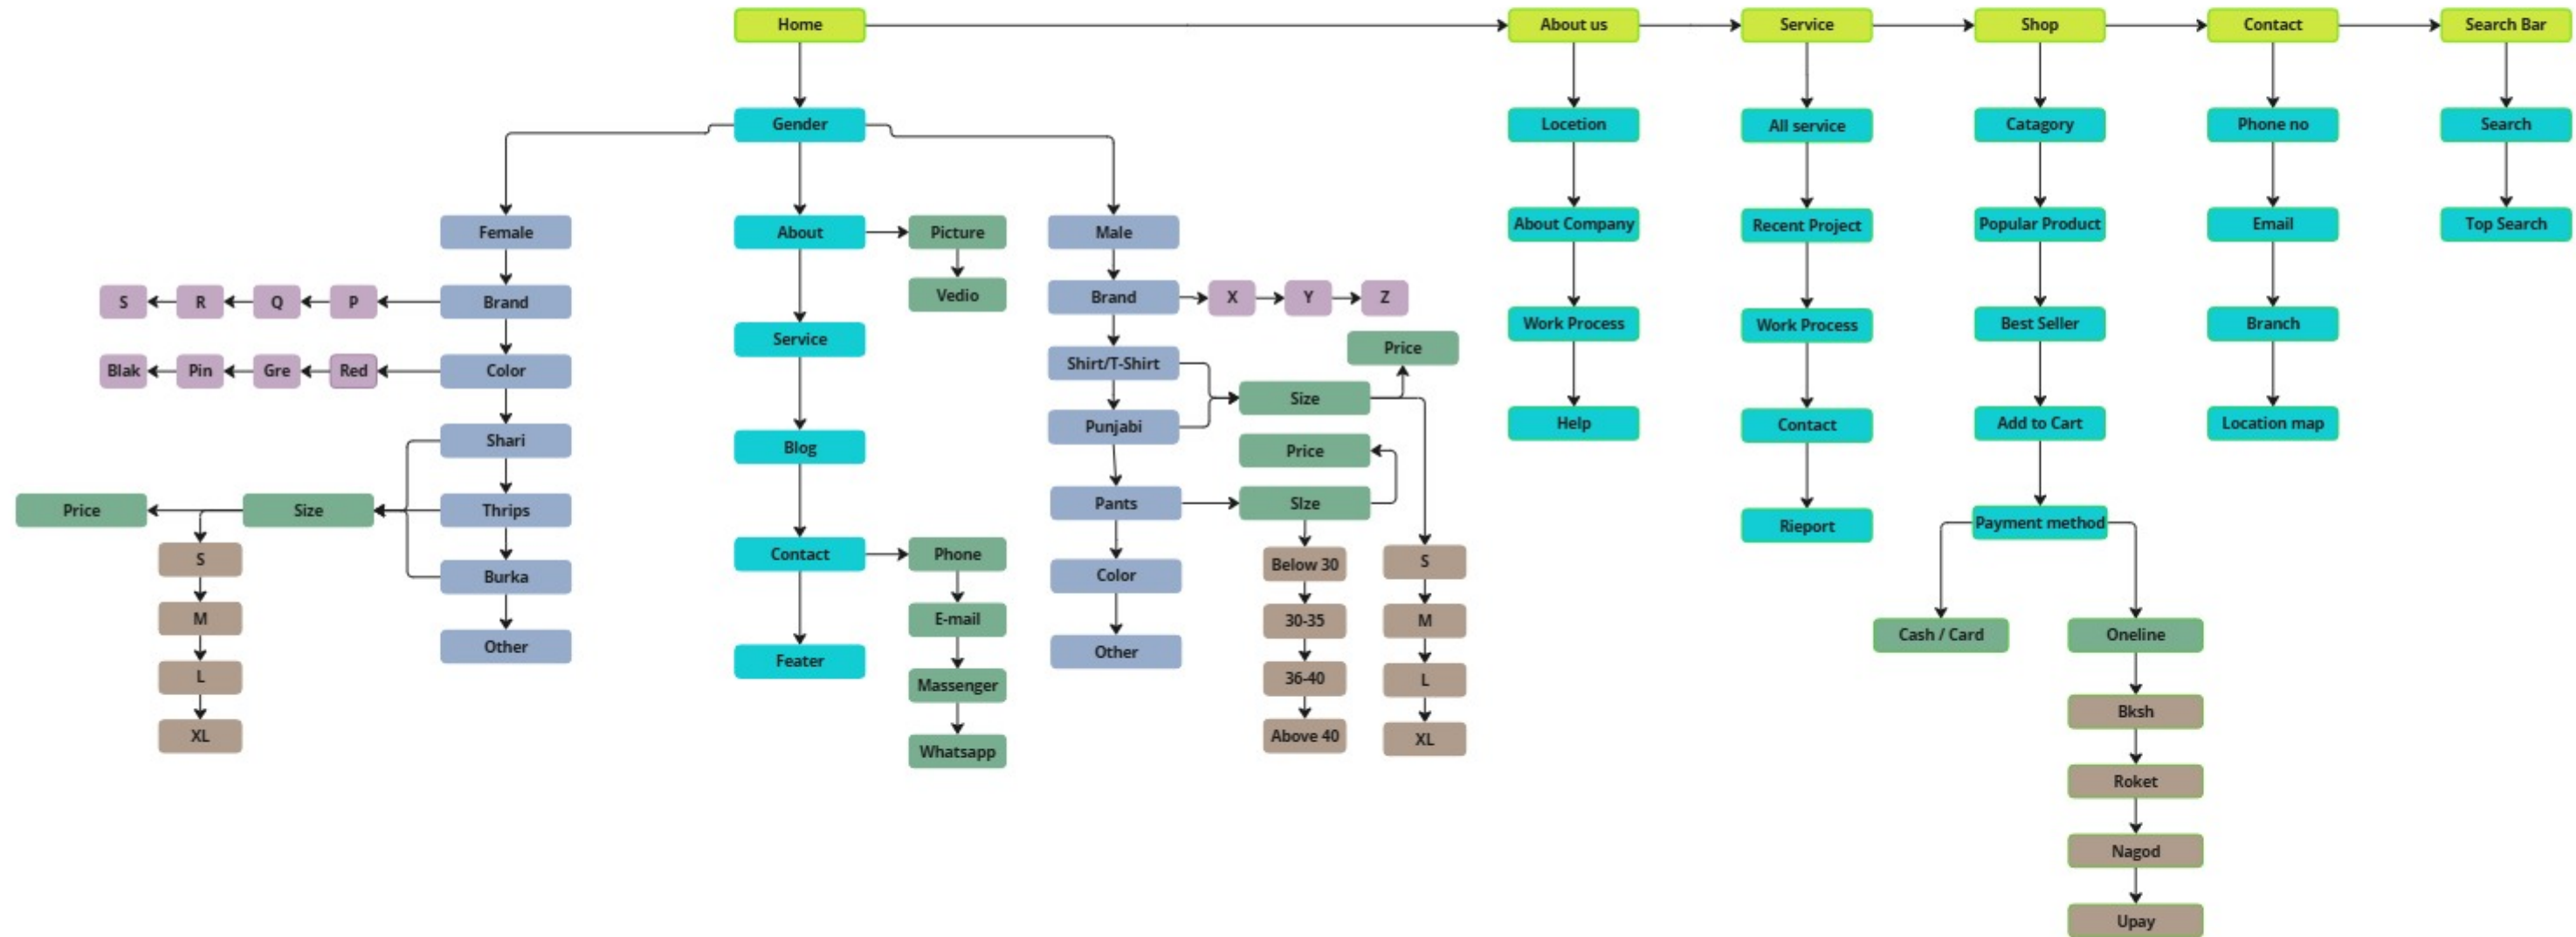 Home
About us
Service
Shop
Contact
Search Bar
Gender
Female
Brand
P
Q
R
S
Color
Red
Gre
Pin
Blak
Shari
Thrips
Burka
Other
Size
Price
S
M
L
XL
About
Picture
Vedio
Service
Blog
Contact
Phone
E-mail
Massenger
Whatsapp
Feater
Male
Brand
X
Y
Z
Shirt/T-Shirt
Punjabi
Size
Price
S
M
L
XL
Pants
SIze
Price
Below 30
30-35
36-40
Above 40
Color
Other
Locetion
About Company
Work Process
Help
All service
Recent Project
Work Process
Contact
Rieport
Catagory
Popular Product
Best Seller
Add to Cart
Payment method
Cash / Card
Oneline
Bksh
Roket
Nagod
Upay
Phone no
Email
Branch
Location map
Search
Top Search